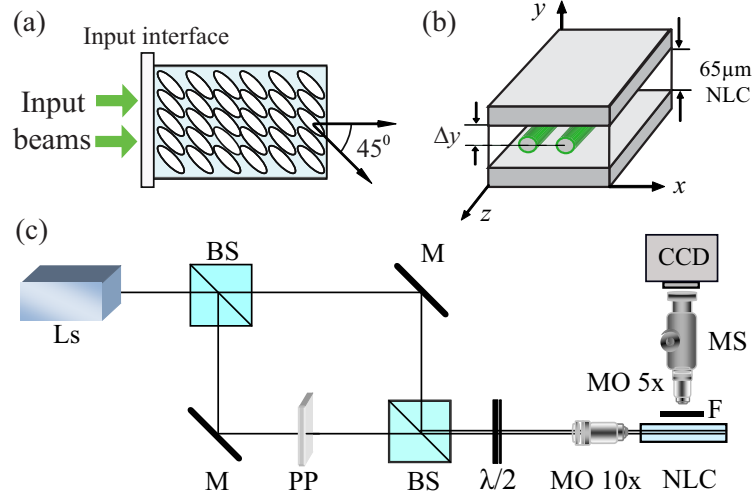 (a)
Input interface
Input
beams
45⁰
(b)
y
65μm
NLC
Δy
x
z
(c)
BS
M
CCD
Ls
MS
MO 5x
F
M
PP
BS
λ/2
MO 10x
NLC